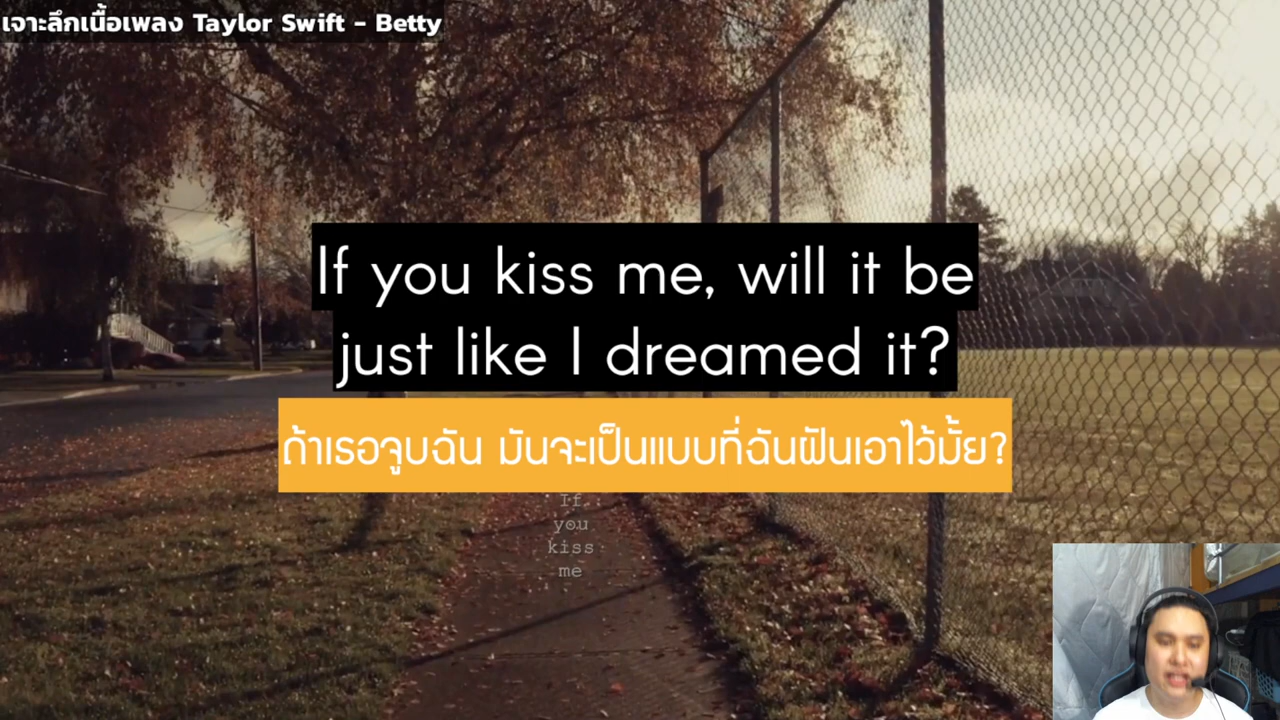 เจาะลึกเนื้อเพลง Taylor Swift - Betty
If you kiss me, will it be
just like I dreamed it?
ถ้าเธอจูบฉัน มันจะเป็นแบบที่ฉันฝันเอาไว้มั้ย?
If
you
kiss
me